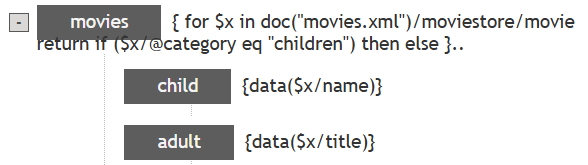 - movies { for $x in doc("movies.xml")/moviestore/movie
return if ($x/@category eq "children") then else }..
child {data($x/name)}
adult {data($x/title)}